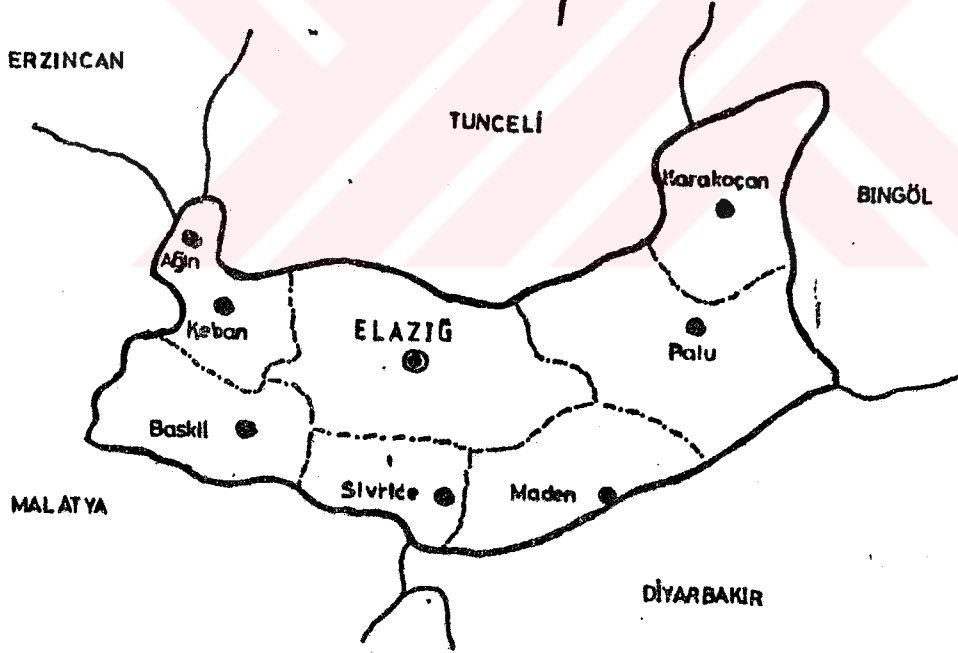 ERZINCAN
TUNCELİ
Karakoçan
BINGÖL
Ağın
Keban
ELAZIĞ
Palu
Baskil
Sivrice
Maden
MALATYA
DİYARBAKIR